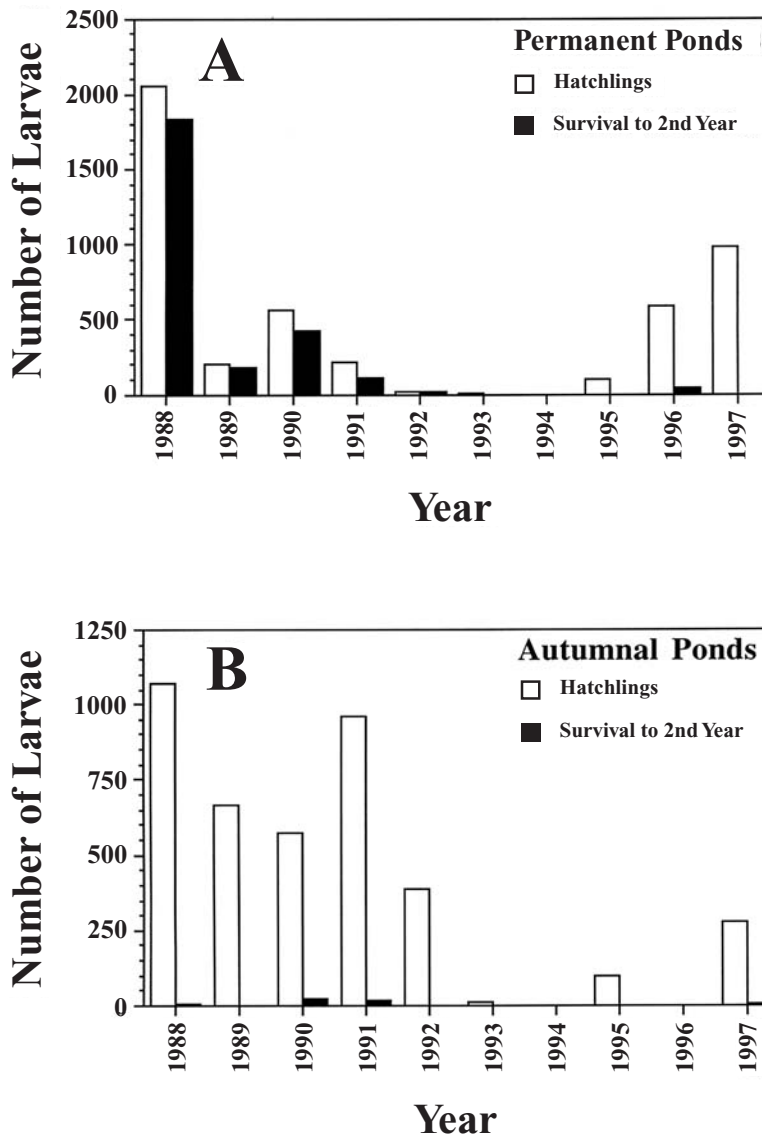 A
Permanent Ponds
Hatchlings
Survival to 2nd Year
Number of Larvae
2500
2000
1500
1000
500
0
1988
1989
1990
1991
1992
1993
1994
1995
1996
1997
Year
B
Autumnal Ponds
Hatchlings
Survival to 2nd Year
Number of Larvae
1250
1000
750
500
250
0
1988
1989
1990
1991
1992
1993
1994
1995
1996
1997
Year